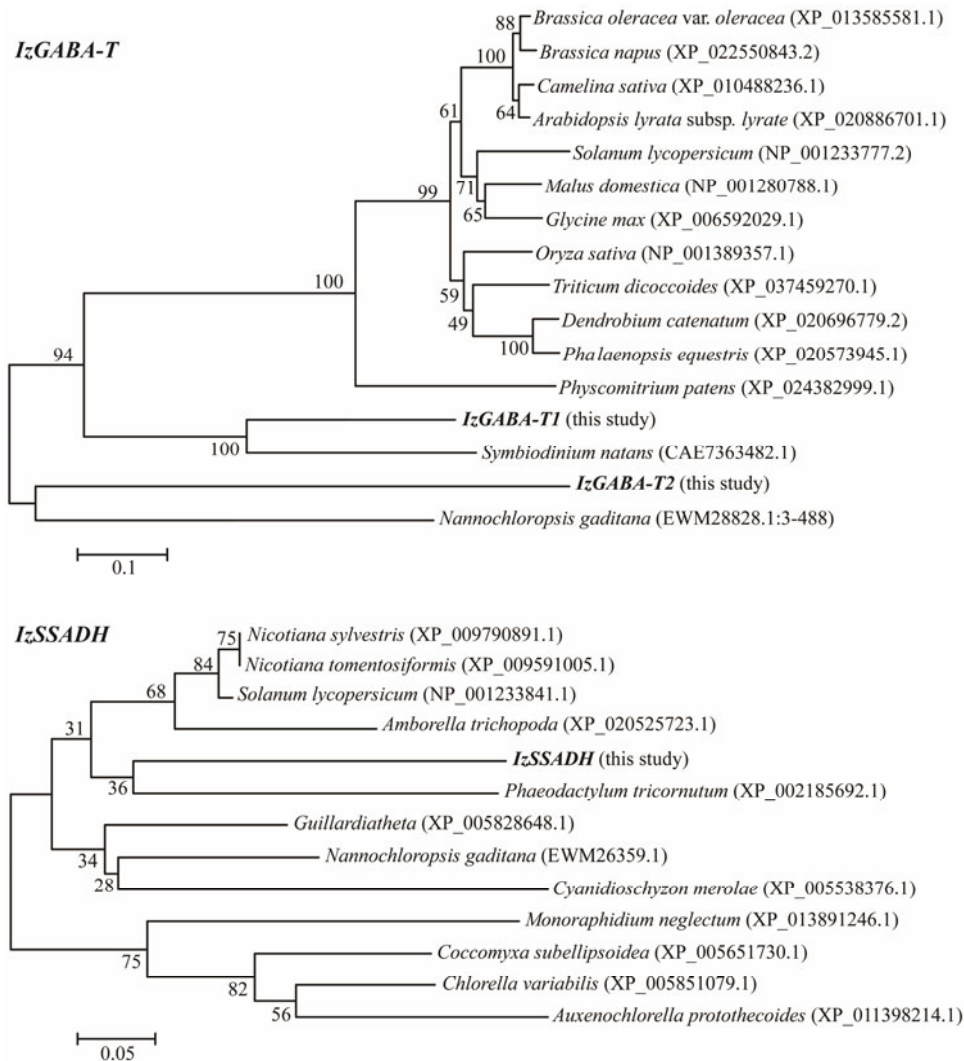 IzGABA-T
88 Brassica oleracea var. oleracea (XP_013585581.1)
100 Brassica napus (XP_022550843.2)
Camelina sativa (XP_010488236.1)
64 Arabidopsis lyrata subsp. lyrate (XP_020886701.1)
61
Solanum lycopersicum (NP_001233777.2)
71 Malus domestica (NP_001280788.1)
99
65 Glycine max (XP_006592029.1)
Oryza sativa (NP_001389357.1)
100
59 Triticum dicoccoides (XP_037459270.1)
49 Dendrobium catenatum (XP_020696779.2)
100 Phalaenopsis equestris (XP_020573945.1)
94
Physcomitrium patens (XP_024382999.1)
IzGABA-T1 (this study)
100 Symbiodinium natans (CAE7363482.1)
IzGABA-T2 (this study)
Nannochloropsis gaditana (EWM28828.1:3-488)
0.1
IzSSADH
75 Nicotiana sylvestris (XP_009790891.1)
84 Nicotiana tomentosiformis (XP_009591005.1)
68 Solanum lycopersicum (NP_001233841.1)
Amborella trichopoda (XP_020525723.1)
31
IzSSADH (this study)
36 Phaeodactylum tricornutum (XP_002185692.1)
Guillardiatheta (XP_005828648.1)
34 Nannochloropsis gaditana (EWM26359.1)
28 Cyanidioschyzon merolae (XP_005538376.1)
Monoraphidium neglectum (XP_013891246.1)
75 Coccomyxa subellipsoidea (XP_005651730.1)
82 Chlorella variabilis (XP_005851079.1)
56 Auxenochlorella protothecoides (XP_011398214.1)
0.05